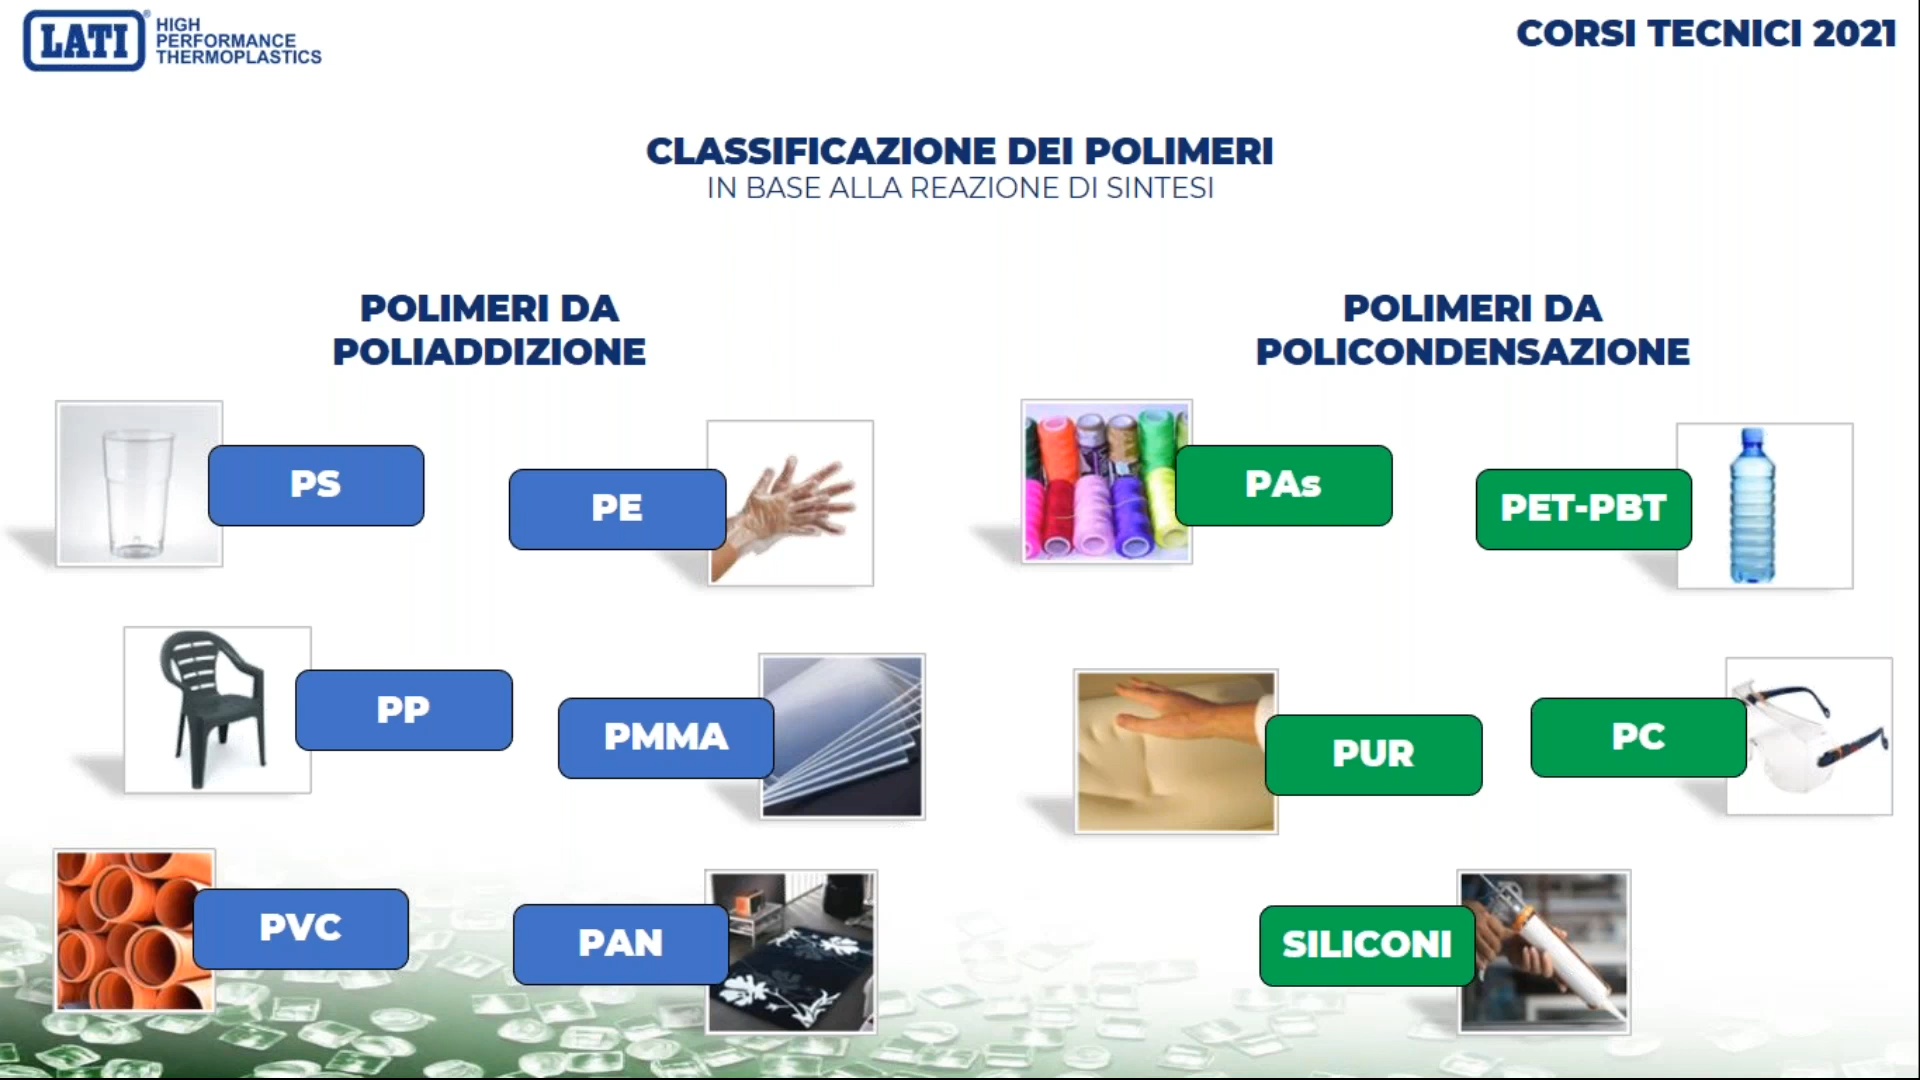 LATI
HIGH
PERFORMANCE
THERMOPLASTICS
CORSI TECNICI 2021
CLASSIFICAZIONE DEI POLIMERI
IN BASE ALLA REAZIONE DI SINTESI
POLIMERI DA
POLIADDIZIONE
PS
PE
PP
PMMA
PVC
PAN
POLIMERI DA
POLICONDENSAZIONE
PAs
PET-PBT
PUR
PC
SILICONI